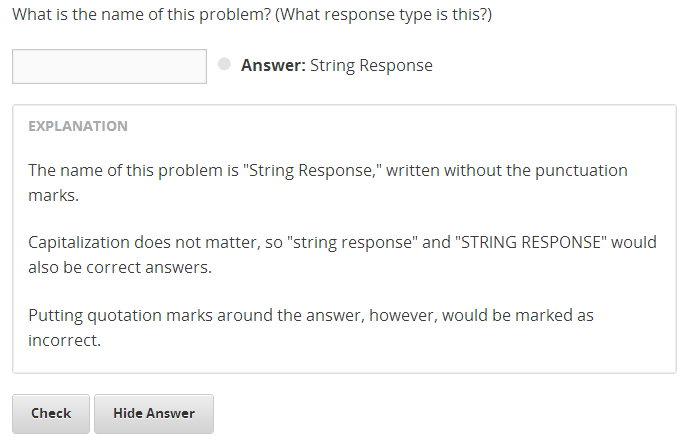 What is the name of this problem? (What response type is this?)
Answer: String Response
EXPLANATION
The name of this problem is "String Response," written without the punctuation
marks.
Capitalization does not matter, so "string response" and "STRING RESPONSE" would
also be correct answers.
Putting quotation marks around the answer, however, would be marked as
incorrect.
Check
Hide Answer